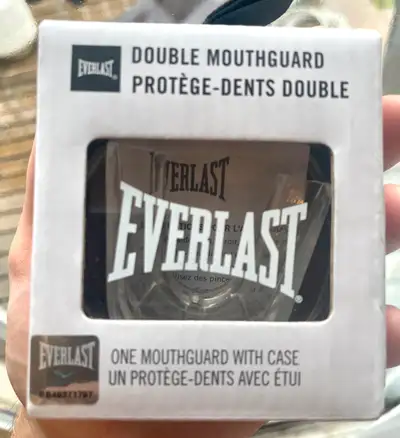 EVERLAST®
DOUBLE MOUTHGUARD
PROTÈGE-DENTS DOUBLE
EVERLAST
EVERLAST®
EVERLAST
ONE MOUTHGUARD WITH CASE
UN PROTÈGE-DENTS AVEC ÉTUI